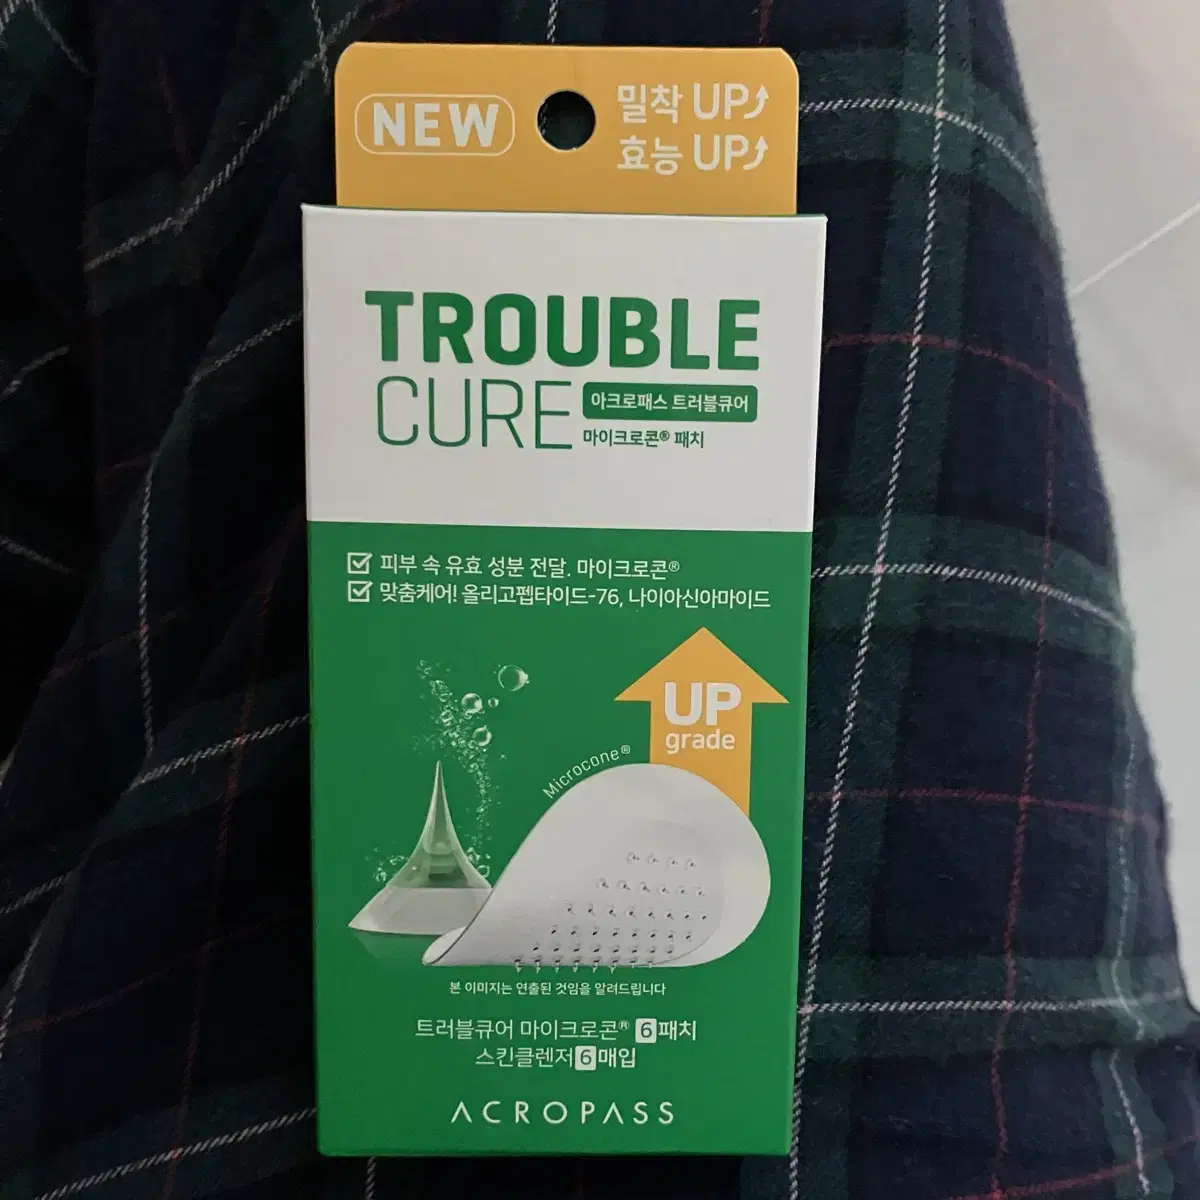 NEW
밀착 UP
효능 UP
TROUBLE
CURE
아크로패스 트러블큐어
마이크로콘® 패치
피부 속 유효 성분 전달. 마이크로콘®
맞춤케어! 올리고펩타이드-76, 나이아신아마이드
UP
grade
Microcone®
본 이미지는 연출된 것임을 알려드립니다
트러블큐어 마이크로콘® 6패치
스킨클렌저 6매입
ACROPASS